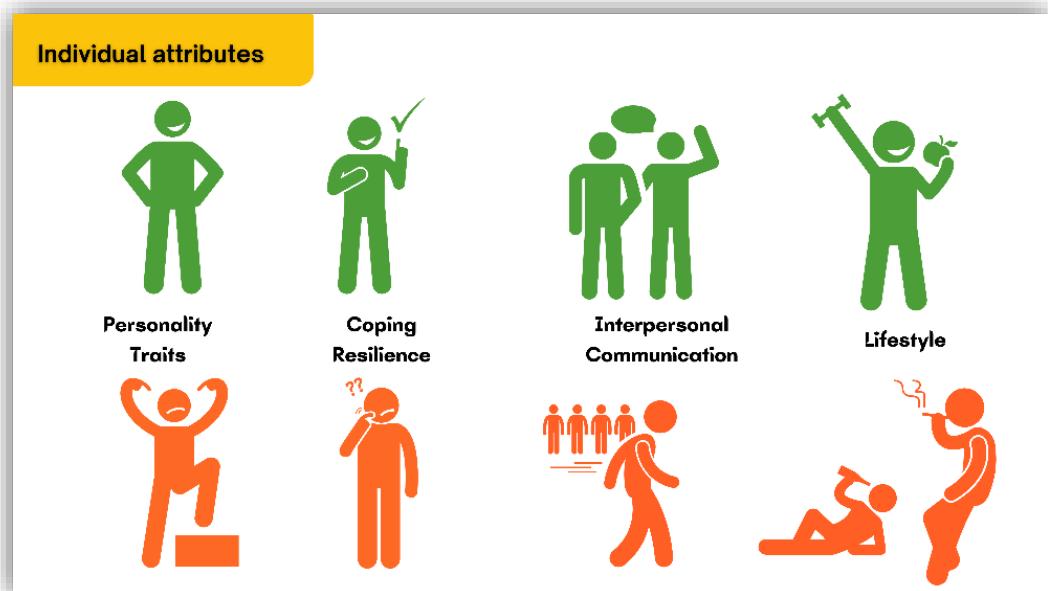 Individual attributes
Personality
Traits
Coping
Resilience
Interpersonal
Communication
Lifestyle
??